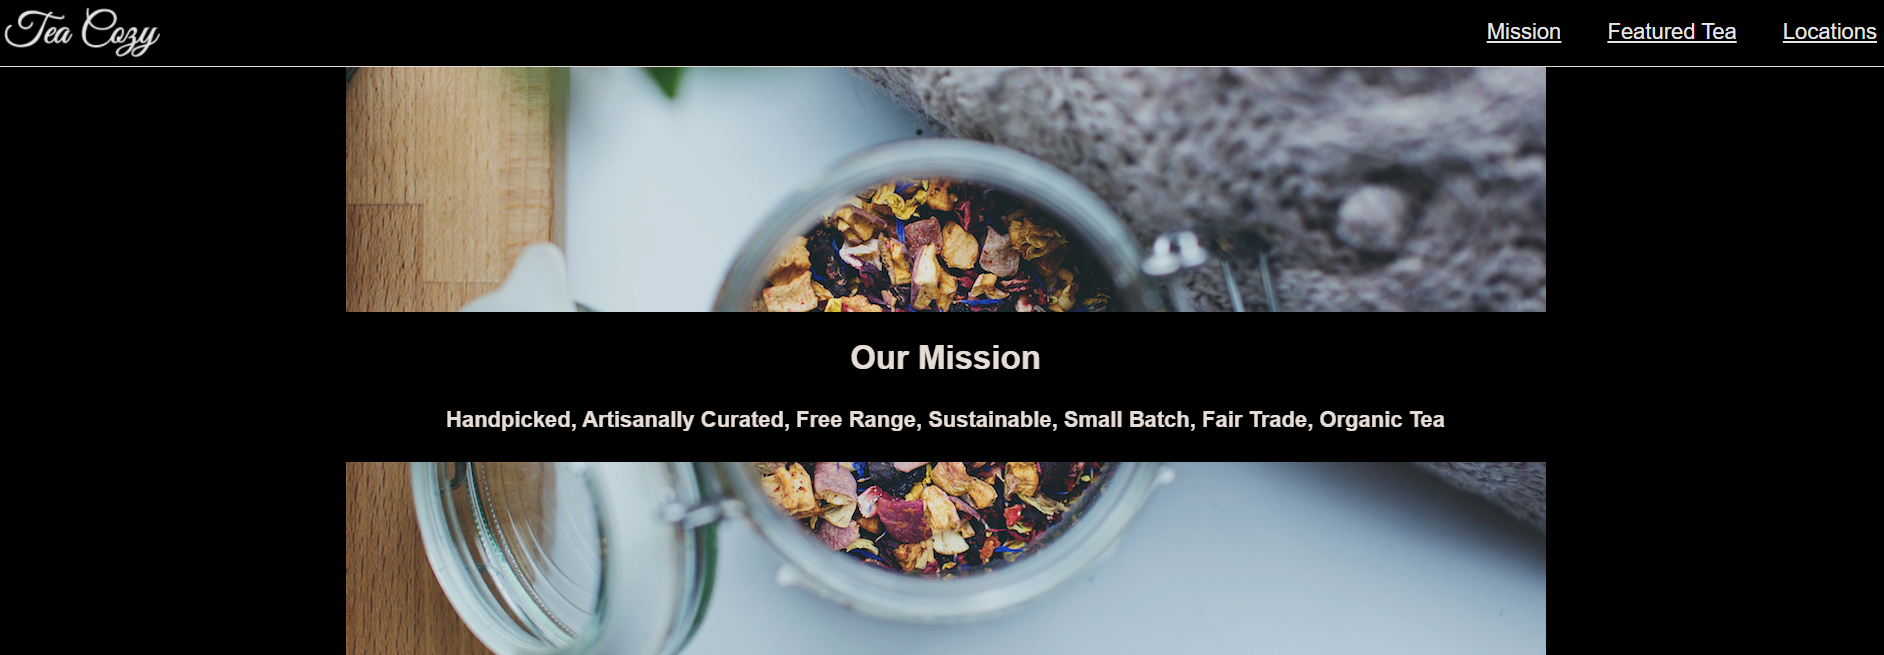 Tea Cozy
Mission Featured Tea Locations
Our Mission
Handpicked, Artisanally Curated, Free Range, Sustainable, Small Batch, Fair Trade, Organic Tea